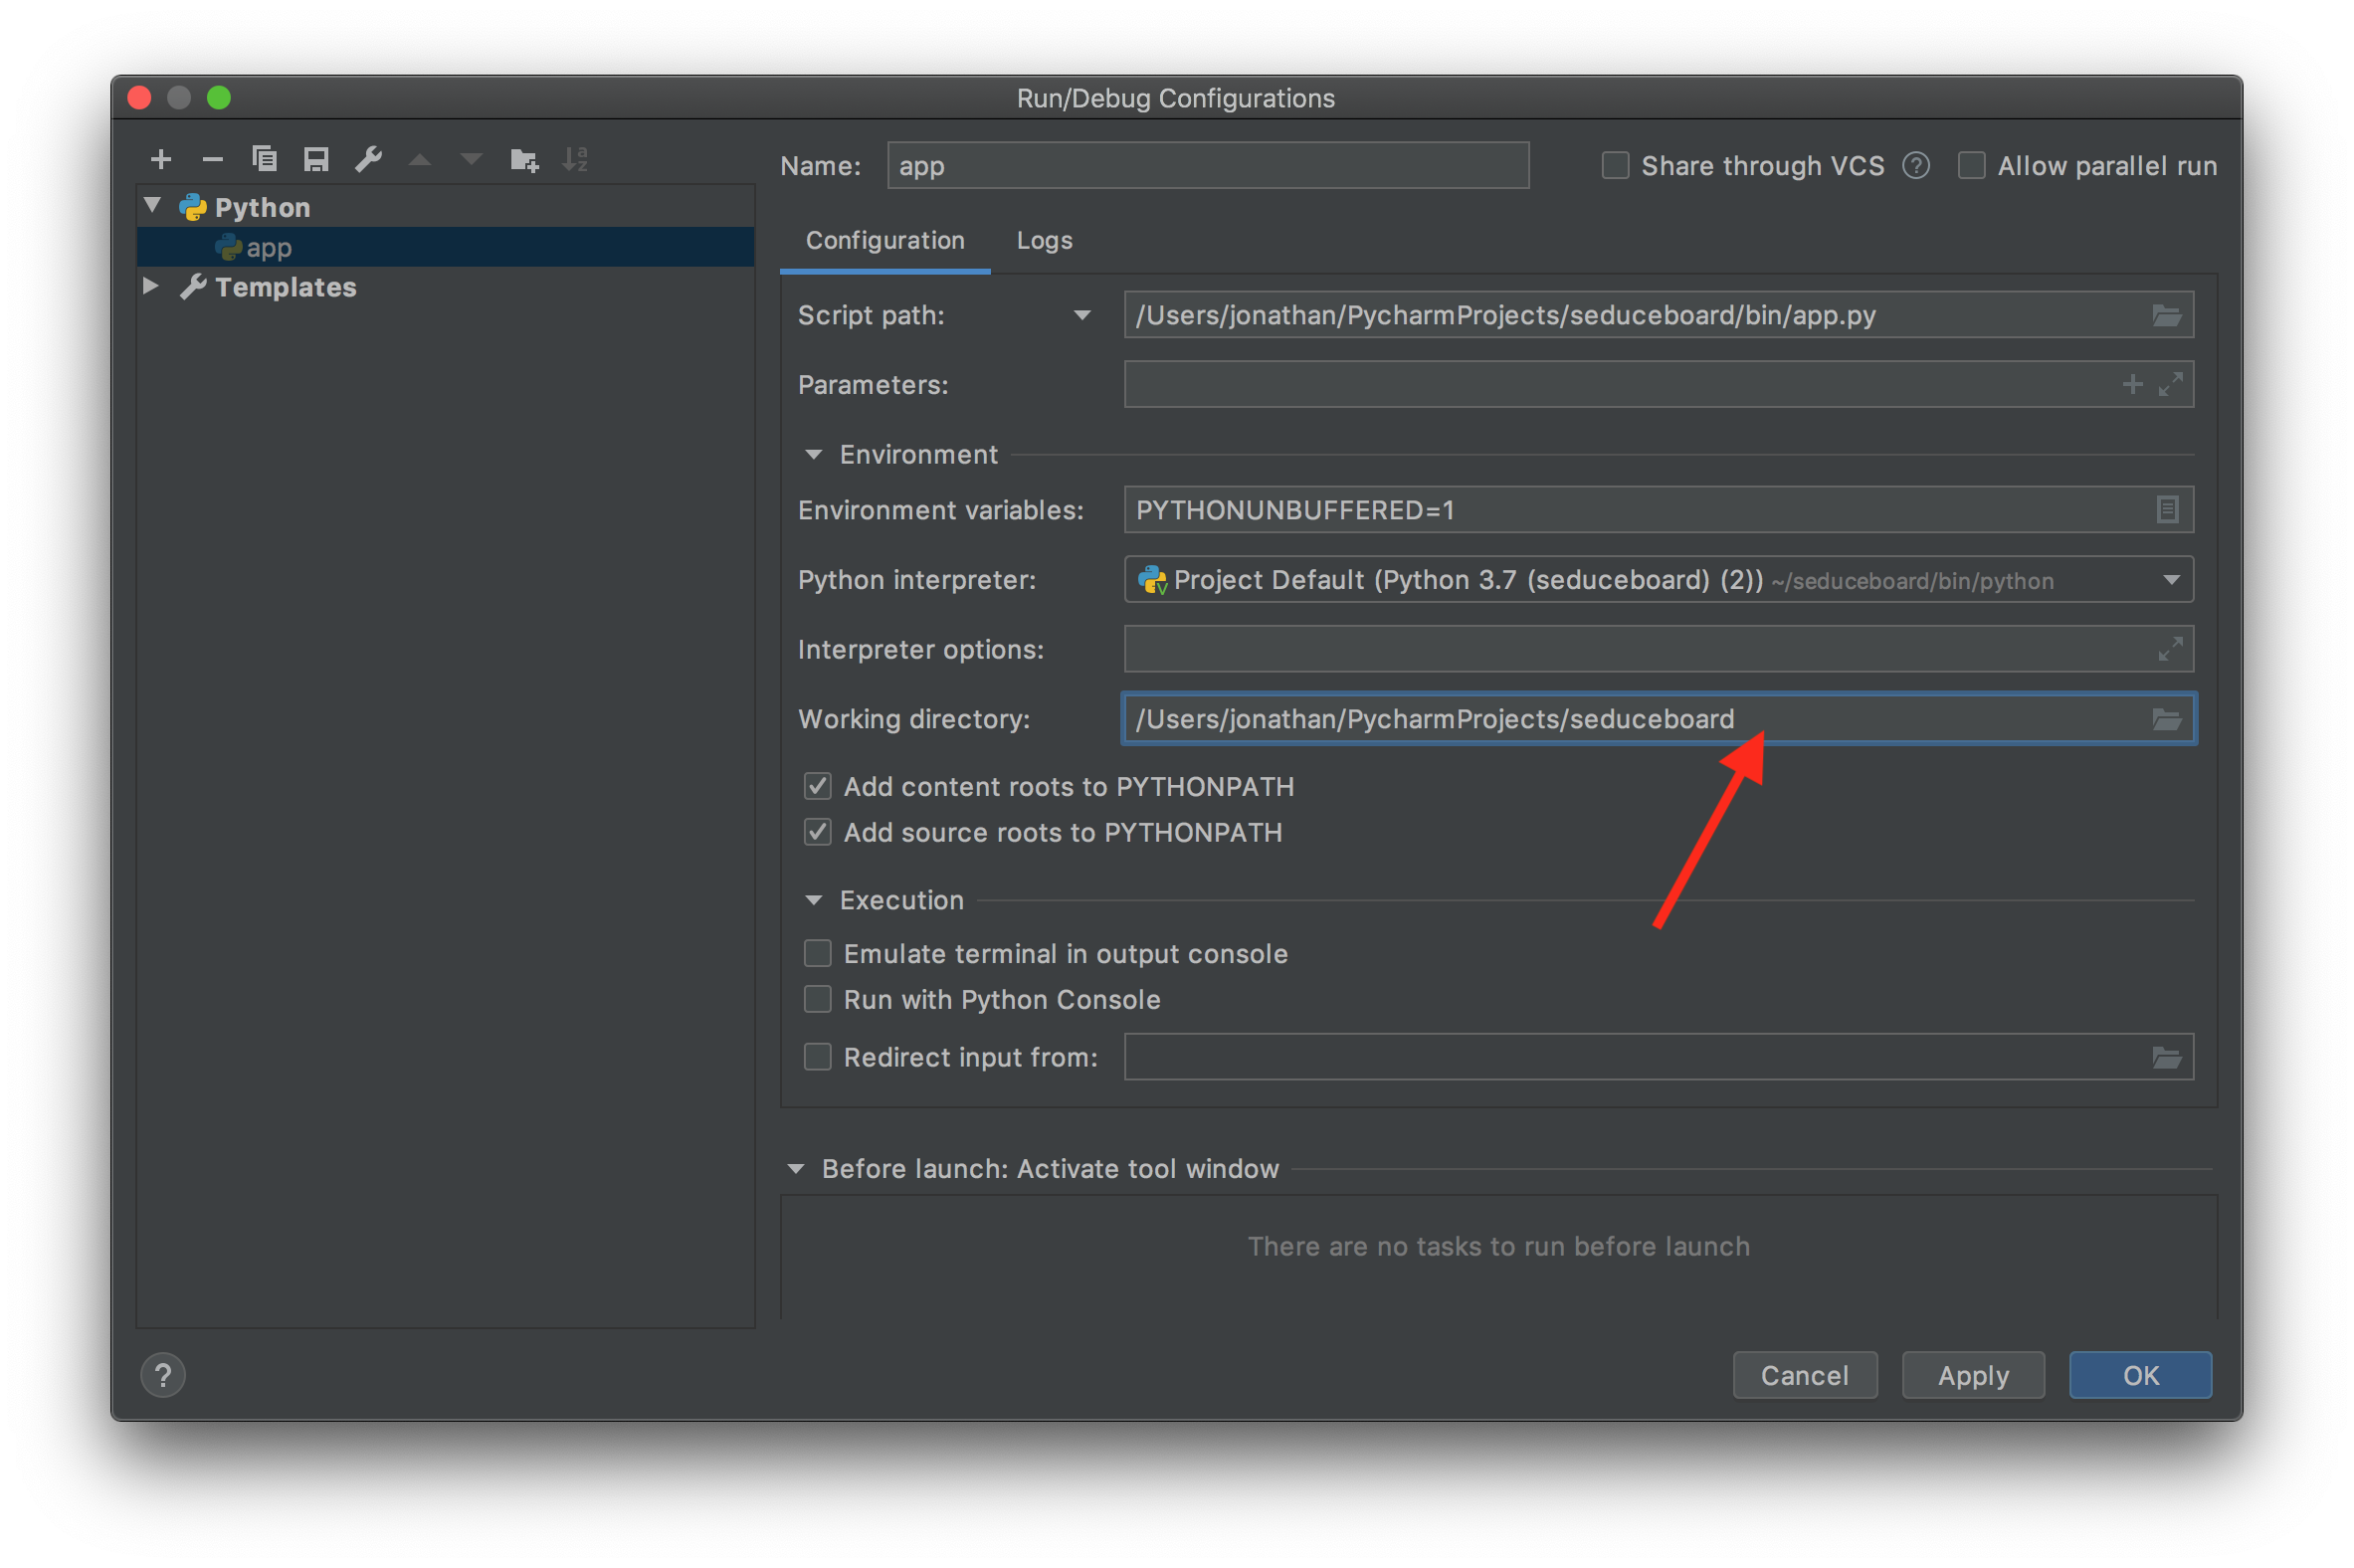 Run/Debug Configurations
Name: app Share through VCS ? Allow parallel run
Python
app
Templates
Configuration Logs
Script path: /Users/jonathan/PycharmProjects/seduceboard/bin/app.py
Parameters:
Environment
Environment variables: PYTHONUNBUFFERED=1
Python interpreter: Project Default (Python 3.7 (seduceboard) (2)) ~/seduceboard/bin/python
Interpreter options:
Working directory: /Users/jonathan/PycharmProjects/seduceboard
Add content roots to PYTHONPATH
Add source roots to PYTHONPATH
Execution
Emulate terminal in output console
Run with Python Console
Redirect input from:
Before launch: Activate tool window
There are no tasks to run before launch
? Cancel Apply OK